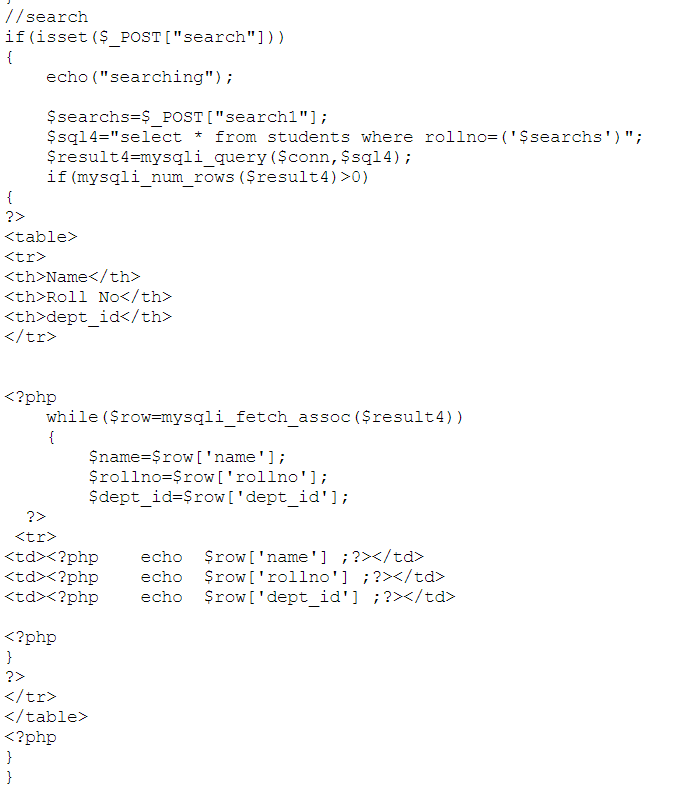 }
//search
if(isset($_POST["search"]))
{
    echo("searching");

    $searchs=$_POST["search1"];
    $sql4="select * from students where rollno=('$searchs')";
    $result4=mysqli_query($conn,$sql4);
    if(mysqli_num_rows($result4)>0)
{
?>
<table>
<tr>
<th>Name</th>
<th>Roll No</th>
<th>dept_id</th>
</tr>


<?php
    while($row=mysqli_fetch_assoc($result4))
    {
        $name=$row['name'];
        $rollno=$row['rollno'];
        $dept_id=$row['dept_id'];
  ?>
 <tr>
<td><?php    echo  $row['name'] ;?></td>
<td><?php    echo  $row['rollno'] ;?></td>
<td><?php    echo  $row['dept_id'] ;?></td>

<?php
}
?>
</tr>
</table>
<?php
}
}